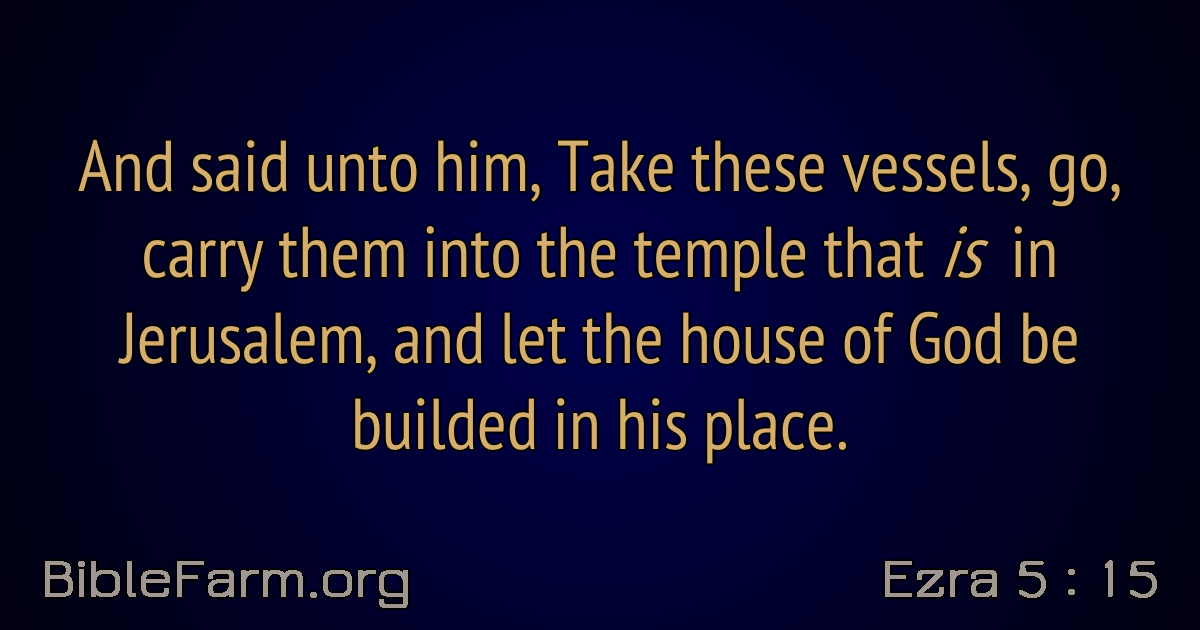 And said unto him, Take these vessels, go,
carry them into the temple that is in
Jerusalem, and let the house of God be
builded in his place.
BibleFarm.org
Ezra 5 : 15